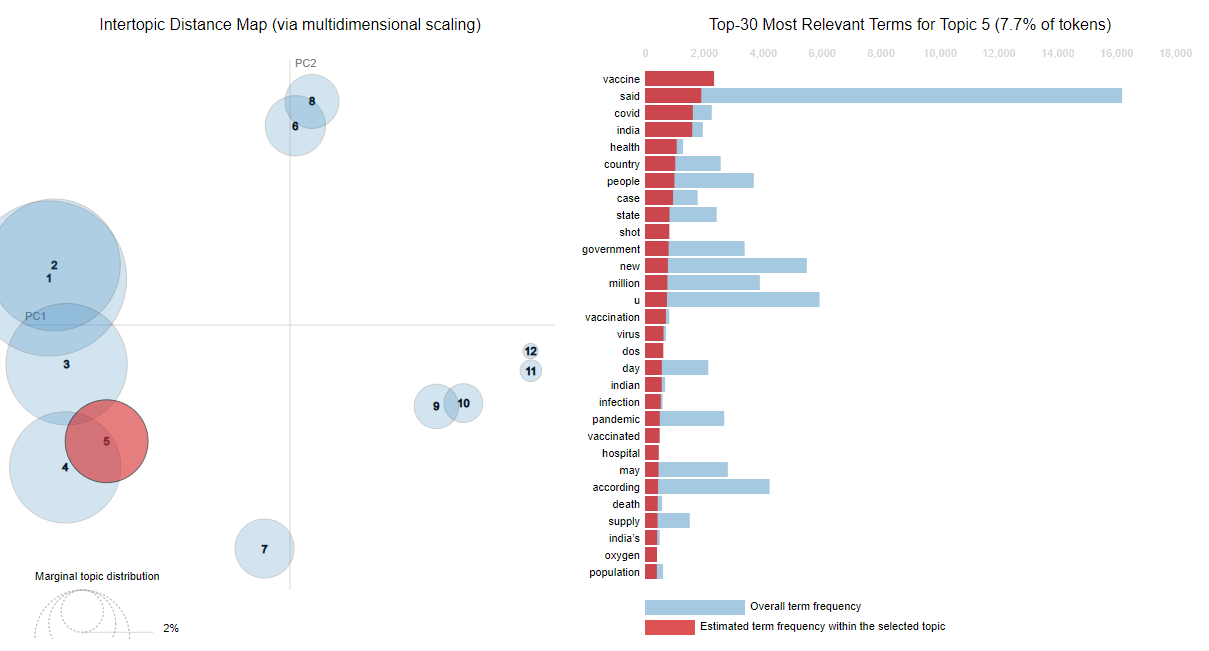 Intertopic Distance Map (via multidimensional scaling)
PC2
8
6
2
1
PC1
3
5
4
12
11
9
10
7
Marginal topic distribution
2%
Top-30 Most Relevant Terms for Topic 5 (7.7% of tokens)
0 2,000 4,000 6,000 8,000 10,000 12,000 14,000 16,000 18,000
vaccine
said
covid
india
health
country
people
case
state
shot
government
new
million
u
vaccination
virus
dos
day
indian
infection
pandemic
vaccinated
hospital
may
according
death
supply
india's
oxygen
population
Overall term frequency
Estimated term frequency within the selected topic